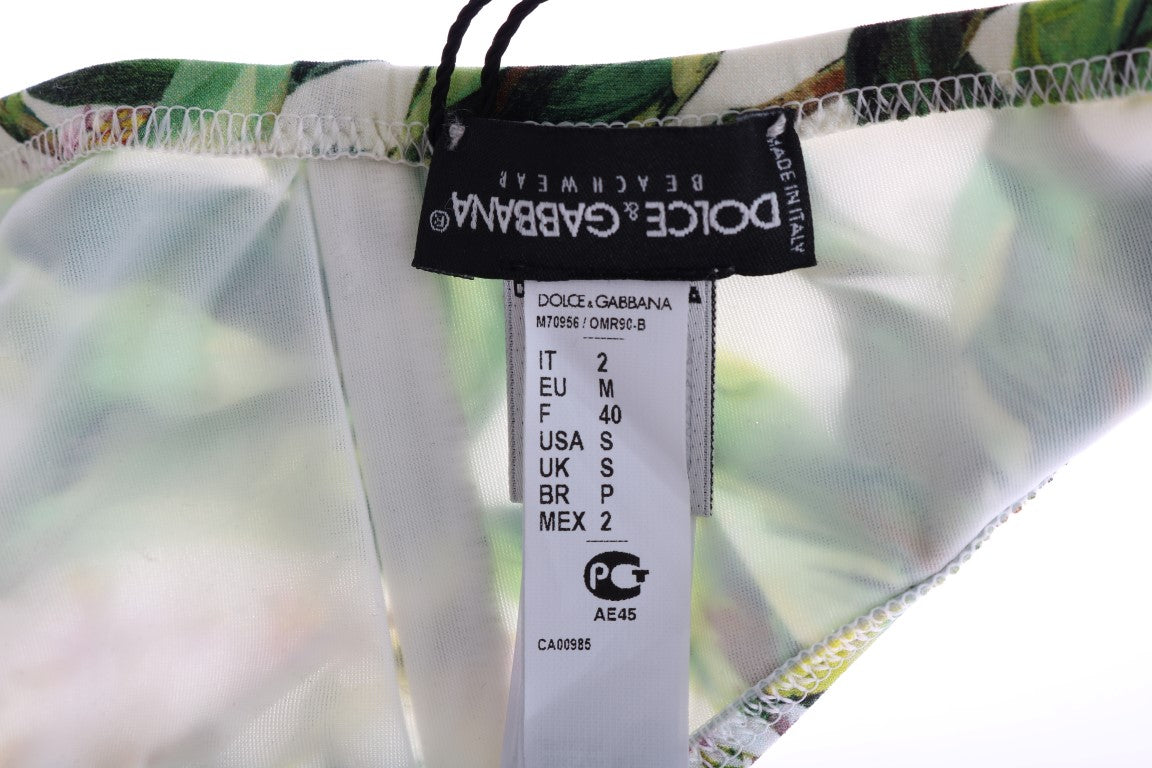 DOLCE & GABBANA®
BEACHWEAR
MADE IN ITALY
DOLCE & GABBANA
M70956 / OMR90-B
IT 2
EU M
F 40
USA S
UK S
BR P
MEX 2
PCT
AE45
CA00985